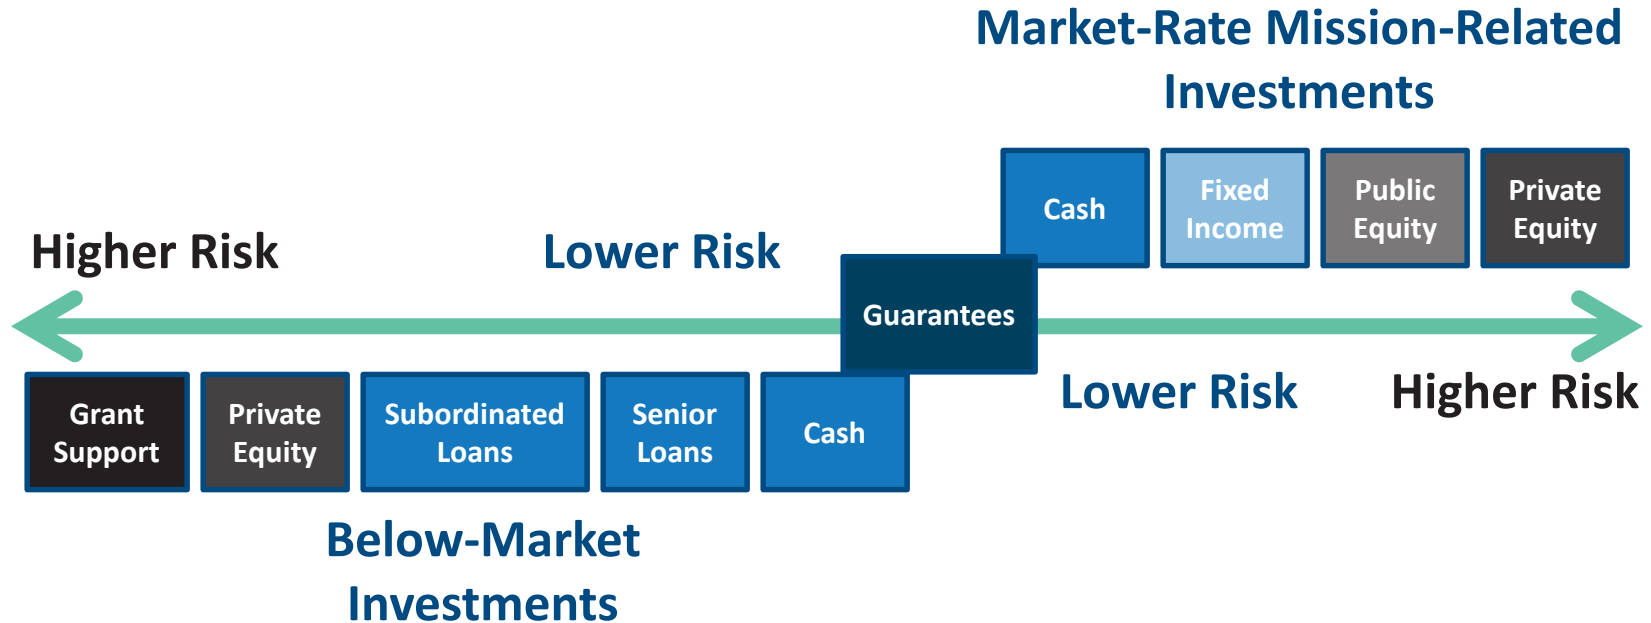 Market-Rate Mission-Related
Investments
Cash
Fixed
Income
Public
Equity
Private
Equity
Higher Risk
Lower Risk
Guarantees
Lower Risk
Higher Risk
Grant
Support
Private
Equity
Subordinated
Loans
Senior
Loans
Cash
Below-Market
Investments